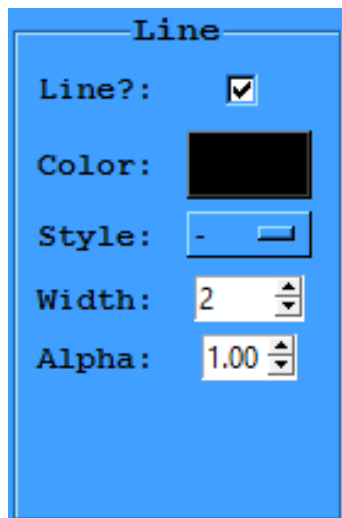 Line
Line?:
Color:
Style: -
Width: 2
Alpha: 1.00